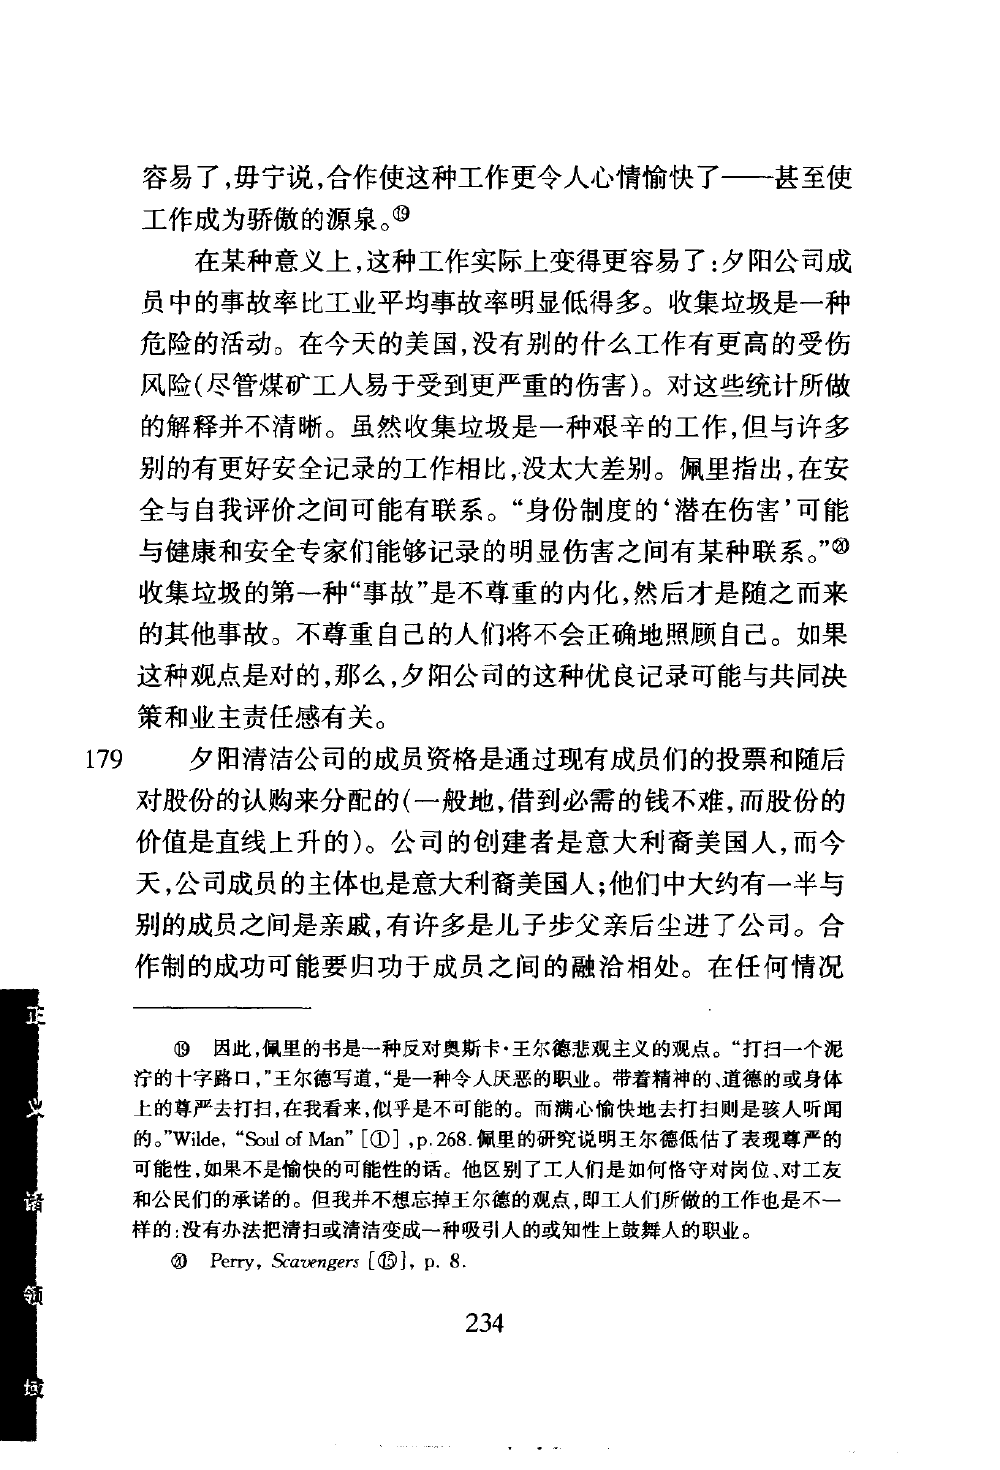 容易了,毋宁说,合作使这种工作更令人心情愉快了——甚至使
工作成为骄傲的源泉。⑲
在某种意义上,这种工作实际上变得更容易了:夕阳公司成
员中的事故率比工业平均事故率明显低得多。收集垃圾是一种
危险的活动。在今天的美国,没有别的什么工作有更高的受伤
风险(尽管煤矿工人易于受到更严重的伤害)。对这些统计所做
的解释并不清晰。虽然收集垃圾是一种艰辛的工作,但与许多
别的有更好安全记录的工作相比,没太大差别。佩里指出,在安
全与自我评价之间可能有联系。“身份制度的‘潜在伤害’可能
与健康和安全专家们能够记录的明显伤害之间有某种联系。”⑳
收集垃圾的第一种“事故”是不尊重的内化,然后才是随之而来
的其他事故。不尊重自己的人们将不会正确地照顾自己。如果
这种观点是对的,那么,夕阳公司的这种优良记录可能与共同决
策和业主责任感有关。
179 夕阳清洁公司的成员资格是通过现有成员们的投票和随后
对股份的认购来分配的(一般地,借到必需的钱不难,而股份的
价值是直线上升的)。公司的创建者是意大利裔美国人,而今
天,公司成员的主体也是意大利裔美国人;他们中大约有一半与
别的成员之间是亲戚,有许多是儿子步父亲后尘进了公司。合
作制的成功可能要归功于成员之间的融洽相处。在任何情况
⑲ 因此,佩里的书是一种反对奥斯卡·王尔德悲观主义的观点。“打扫一个泥
泞的十字路口,”王尔德写道,“是一种令人厌恶的职业。带着精神的、道德的或身体
上的尊严去打扫,在我看来,似乎是不可能的。而满心愉快地去打扫则是骇人听闻
的。”Wilde, “Soul of Man” [①] ,p.268. 佩里的研究说明王尔德低估了表现尊严的
可能性,如果不是愉快的可能性的话。他区别了工人们是如何恪守对岗位、对工友
和公民们的承诺的。但我并不想忘掉王尔德的观点,即工人们所做的工作也是不一
样的:没有办法把清扫或清洁变成一种吸引人的或知性上鼓舞人的职业。
⑳ Perry, Scavengers [⑮], p. 8.
234
正
义
诸
领
域